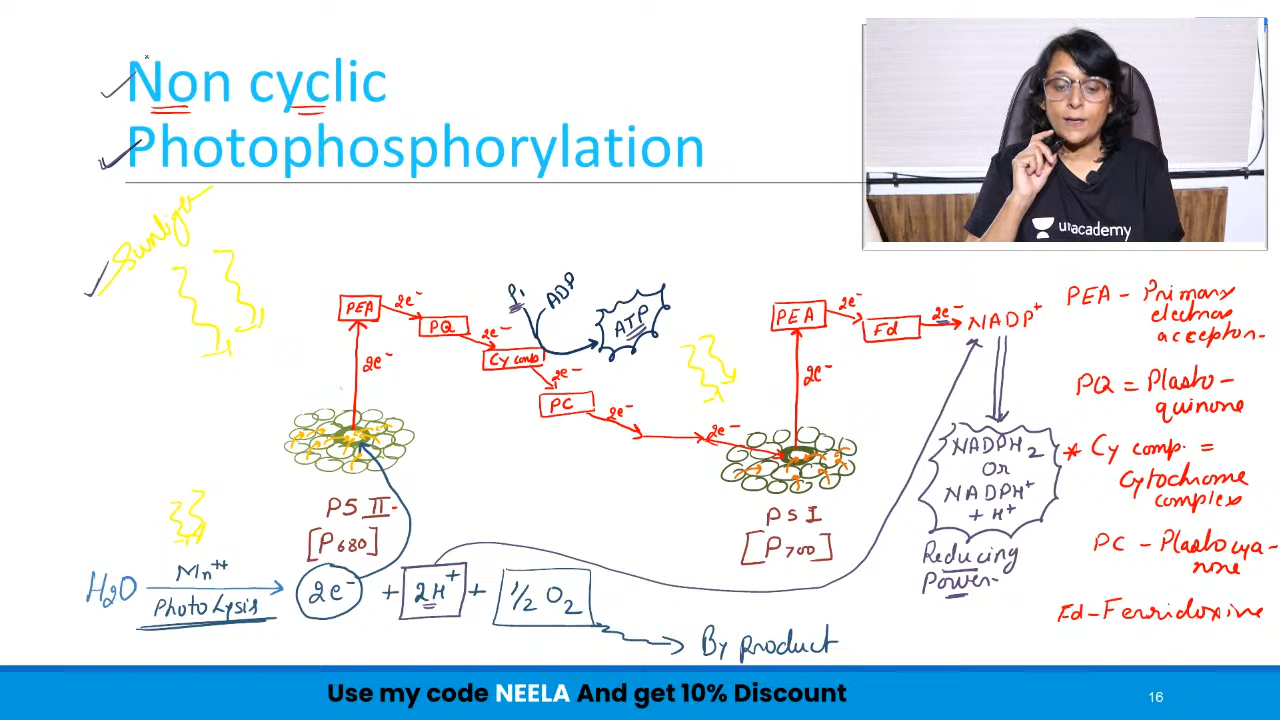 Non cyclic
Photophosphorylation
unacademy
Sunlight
PEA
2e-
PQ
2e-
Cy comp
2e-
PC
2e-
2e-
Pi
ADP
ATP
2e-
PEA
2e-
Fd
2e-
NADP+
2e-
PS II
[P680]
PS I
[P700]
NADPH2
Or
NADPH+
+ H+
Reducing
Power
H2O
Mn++
Photolysis
2e- + 2H+ + 1/2 O2
By product
PEA - Primary
electron
acceptor
PQ = Plasto-
quinone
* Cy comp. =
Cytochrome
complex
PC - Plastocya-
none
Fd - Ferridoxine
Use my code NEELA And get 10% Discount
16